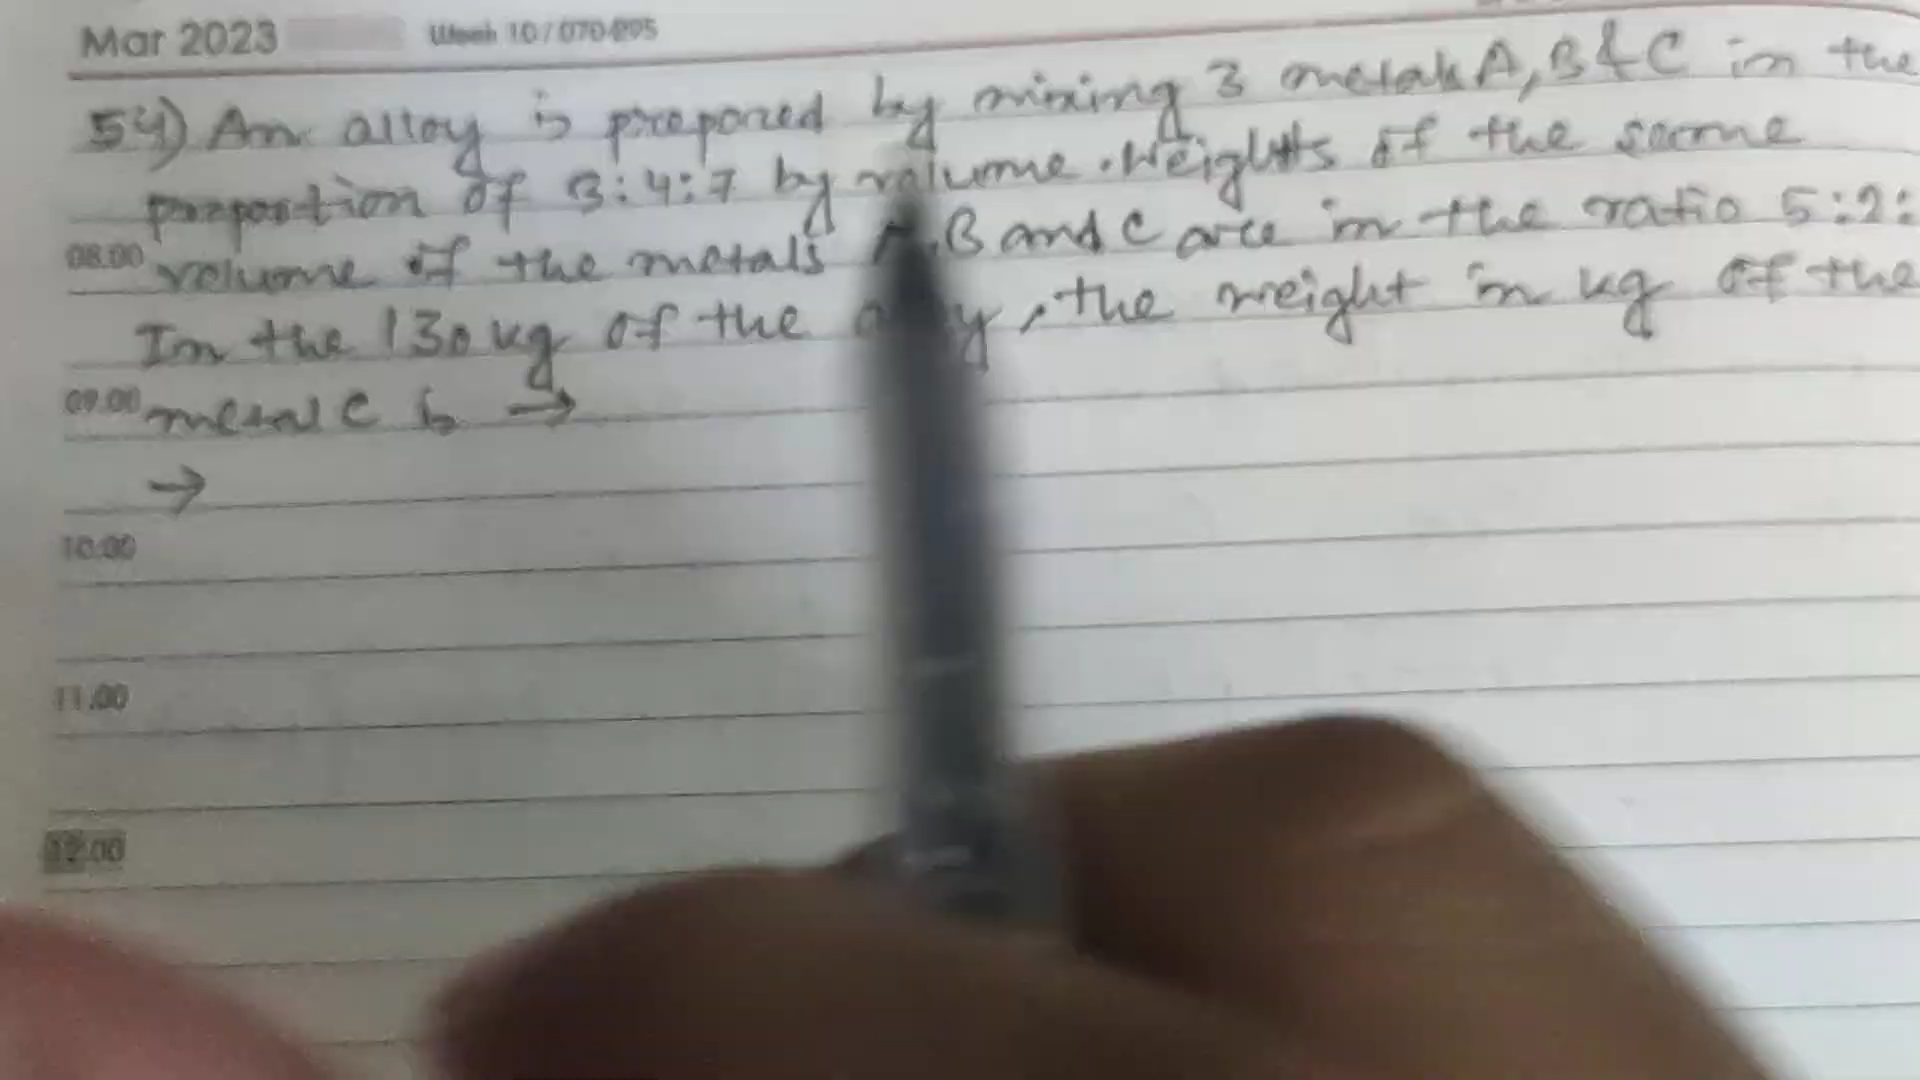 Mar 2023 Week 10/070-295
54) An alloy is prepared by mixing 3 metals A, B & C in the
proportion of 3:4:7 by volume. Weights of the same
08.00 volume of the metals A, B and C are in the ratio 5:2:
In the 130 kg of the alloy, the weight in kg of the
09.00 metal C is →
→
10:00
11.00
12.00